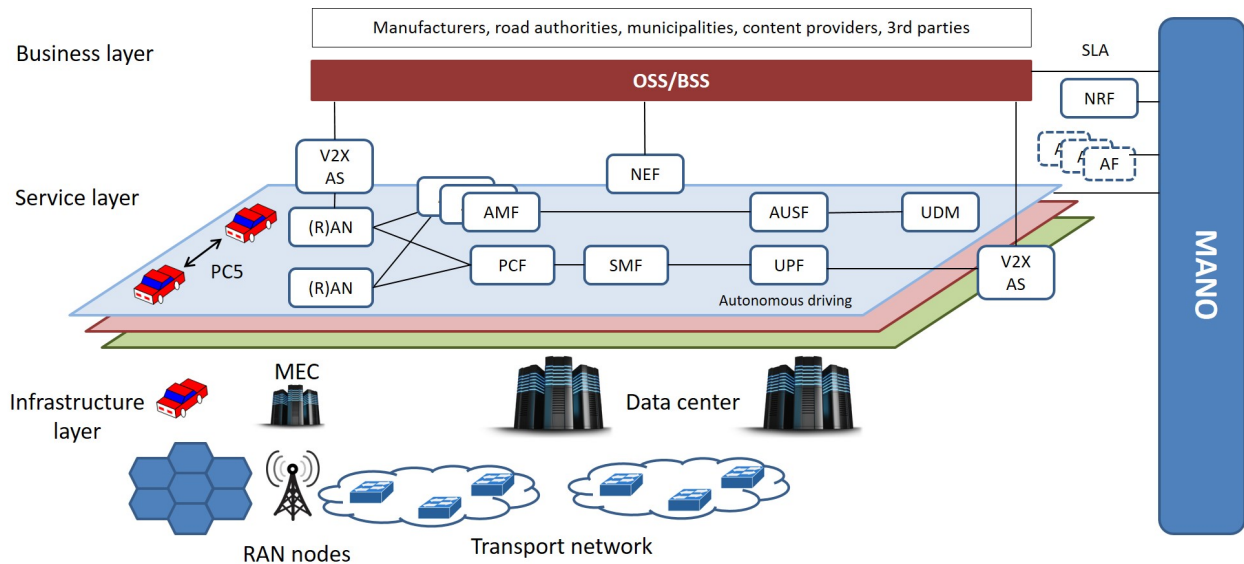 Manufacturers, road authorities, municipalities, content providers, 3rd parties
Business layer
SLA
OSS/BSS
NRF
V2X
AS
NEF
A
A
AF
Service layer
(R)AN
AMF
AUSF
UDM
PC5
(R)AN
PCF
SMF
UPF
V2X
AS
Autonomous driving
MANO
MEC
Infrastructure
layer
Data center
RAN nodes
Transport network